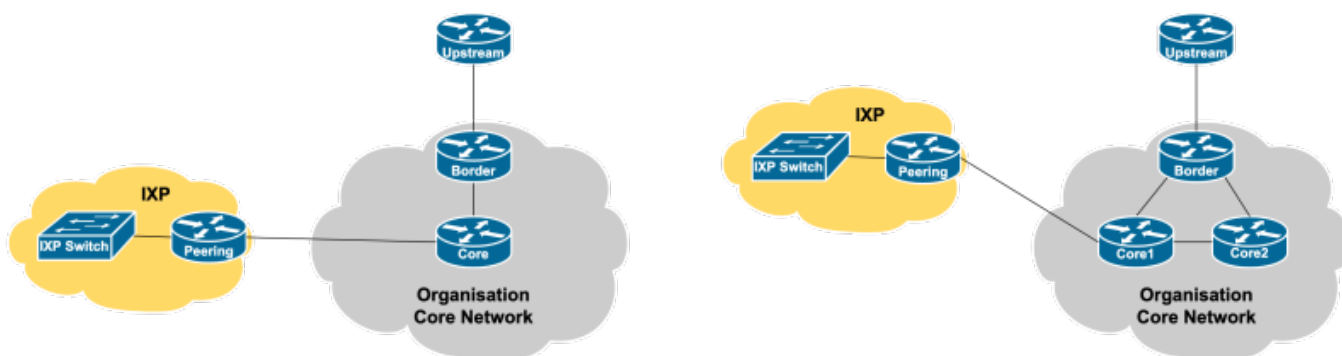 Upstream
IXP
Border
IXP Switch
Peering
Core
Organisation
Core Network
Upstream
IXP
IXP Switch
Peering
Border
Core1
Core2
Organisation
Core Network